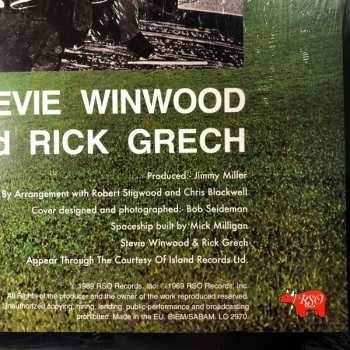 EVIE WINWOOD
d RICK GRECH
Produced:- Jimmy Miller
By Arrangement with Robert Stigwood and Chris Blackwell
Cover designed and photographed:- Bob Seideman
Spaceship built by Mick Milligan
Stevie Winwood & Rick Grech
Appear Through The Courtesy Of Island Records Ltd.
℗ 1969 RSO Records, Inc. © 1969 RSO Records, Inc.
All Rights of the producer and the owner of the work reproduced reserved.
Unauthorized copying, hiring, lending, public performance and broadcasting
prohibited. Made in the EU. BIEM/SABAM. LC 2970.
RSO